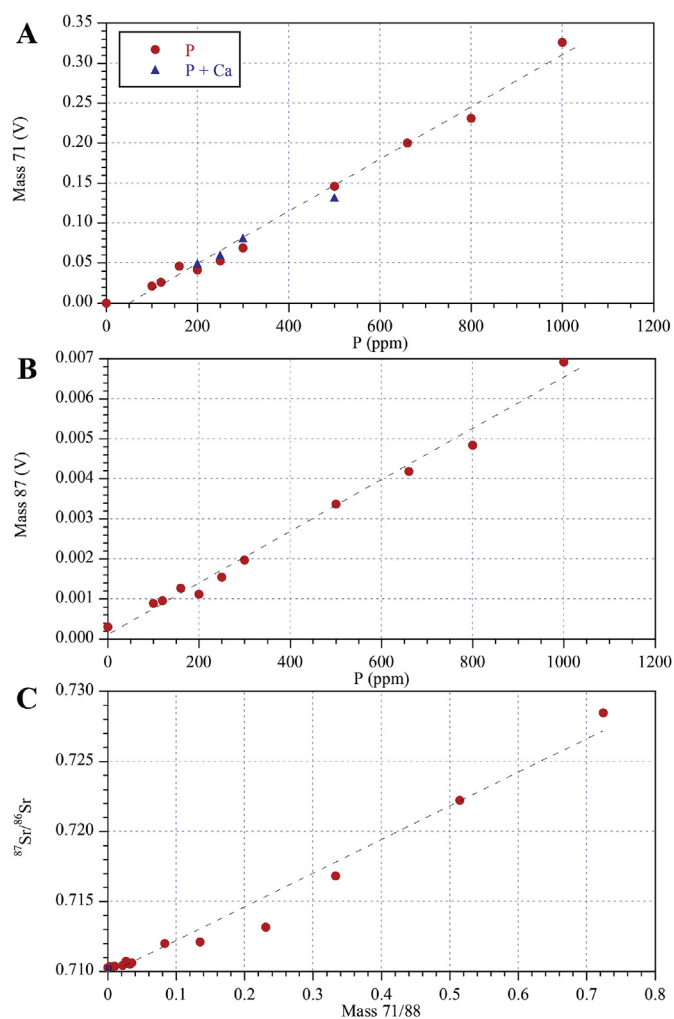 A
0.35
0.30
0.25
0.20
0.15
0.10
0.05
0.00
Mass 71 (V)
P
P + Ca
0 200 400 600 800 1000 1200
P (ppm)
B
0.007
0.006
0.005
0.004
0.003
0.002
0.001
0.000
Mass 87 (V)
0 200 400 600 800 1000 1200
P (ppm)
C
0.730
0.725
0.720
0.715
0.710
⁸⁷Sr/⁸⁶Sr
0 0.1 0.2 0.3 0.4 0.5 0.6 0.7 0.8
Mass 71/88